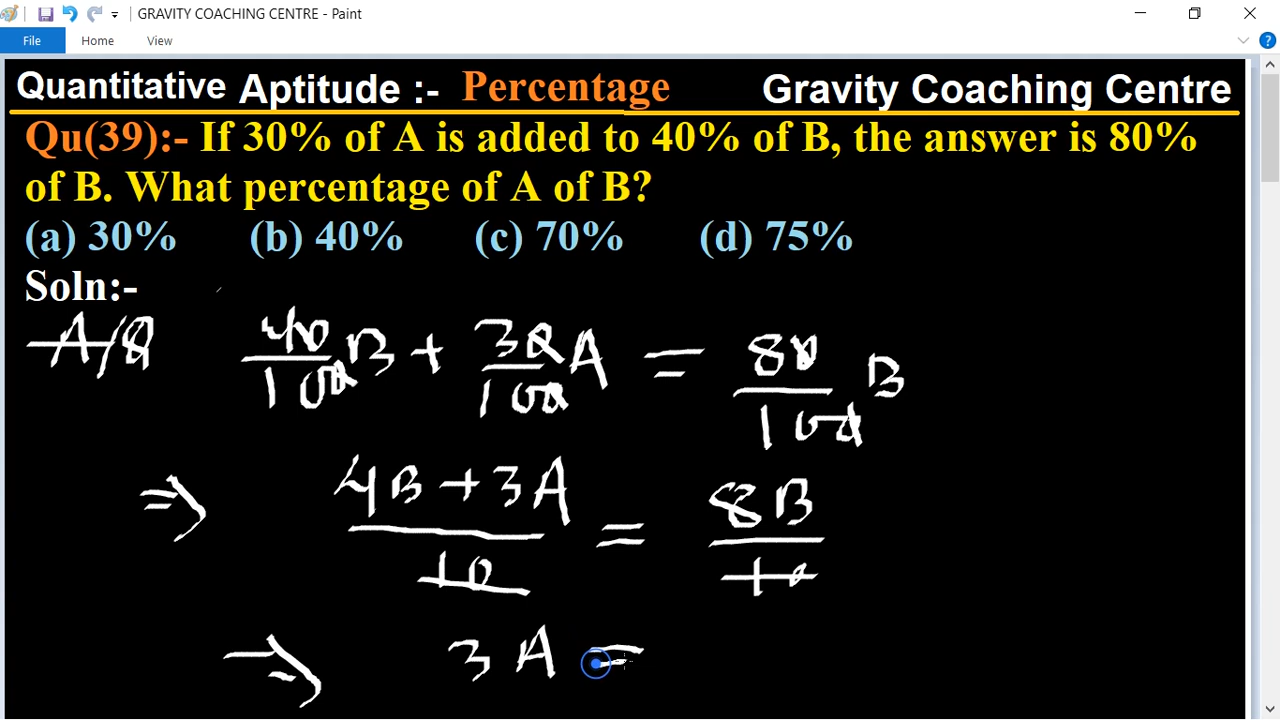 GRAVITY COACHING CENTRE - Paint
File Home View
Quantitative Aptitude :- Percentage Gravity Coaching Centre
Qu(39):- If 30% of A is added to 40% of B, the answer is 80%
of B. What percentage of A of B?
(a) 30% (b) 40% (c) 70% (d) 75%
Soln:-
A/Q 40/100 B + 30/100 A = 80/100 B
⇒ 4B + 3A / 10 = 8B / 10
⇒ 3A =